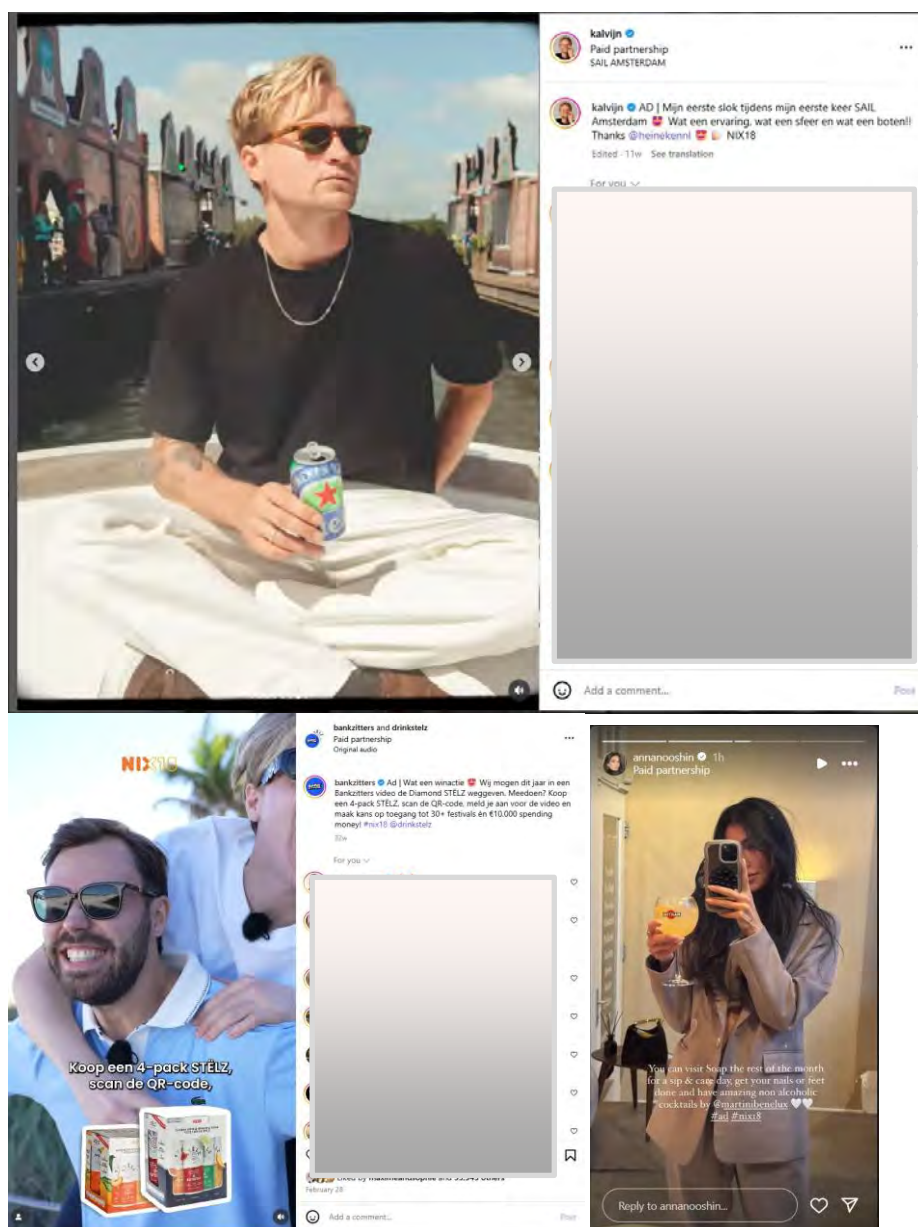 kalvijn
Paid partnership
SAIL AMSTERDAM
kalvijn AD | Mijn eerste slok tijdens mijn eerste keer SAIL
Amsterdam 😍 Wat een ervaring, wat een sfeer en wat een boten!!
Thanks @heinekennl 😍 🍻 NIX18
Edited · 11w See translation
For you
Add a comment...
Post
NIX18
Koop een 4-pack STËLZ,
scan de QR-code,
bankzitters and drinkstelz
Paid partnership
Original audio
bankzitters Ad | Wat een winactie 😍 Wij mogen dit jaar in een
Bankzitters video de Diamond STËLZ weggeven. Meedoen? Koop
een 4-pack STËLZ, scan de QR-code, meld je aan voor de video en
maak kans op toegang tot 30+ festivals én €10.000 spending
money! #nix18 @drinkstelz
32w
For you
February 28
Add a comment...
Post
annanooshin 1h
Paid partnership
You can visit Soap the rest of the month
for a sip & care day, get your nails or feet
done and have amazing non alcoholic
cocktails by @martinibenelux 🤍🤍
#ad #nix18
Reply to annanooshin...